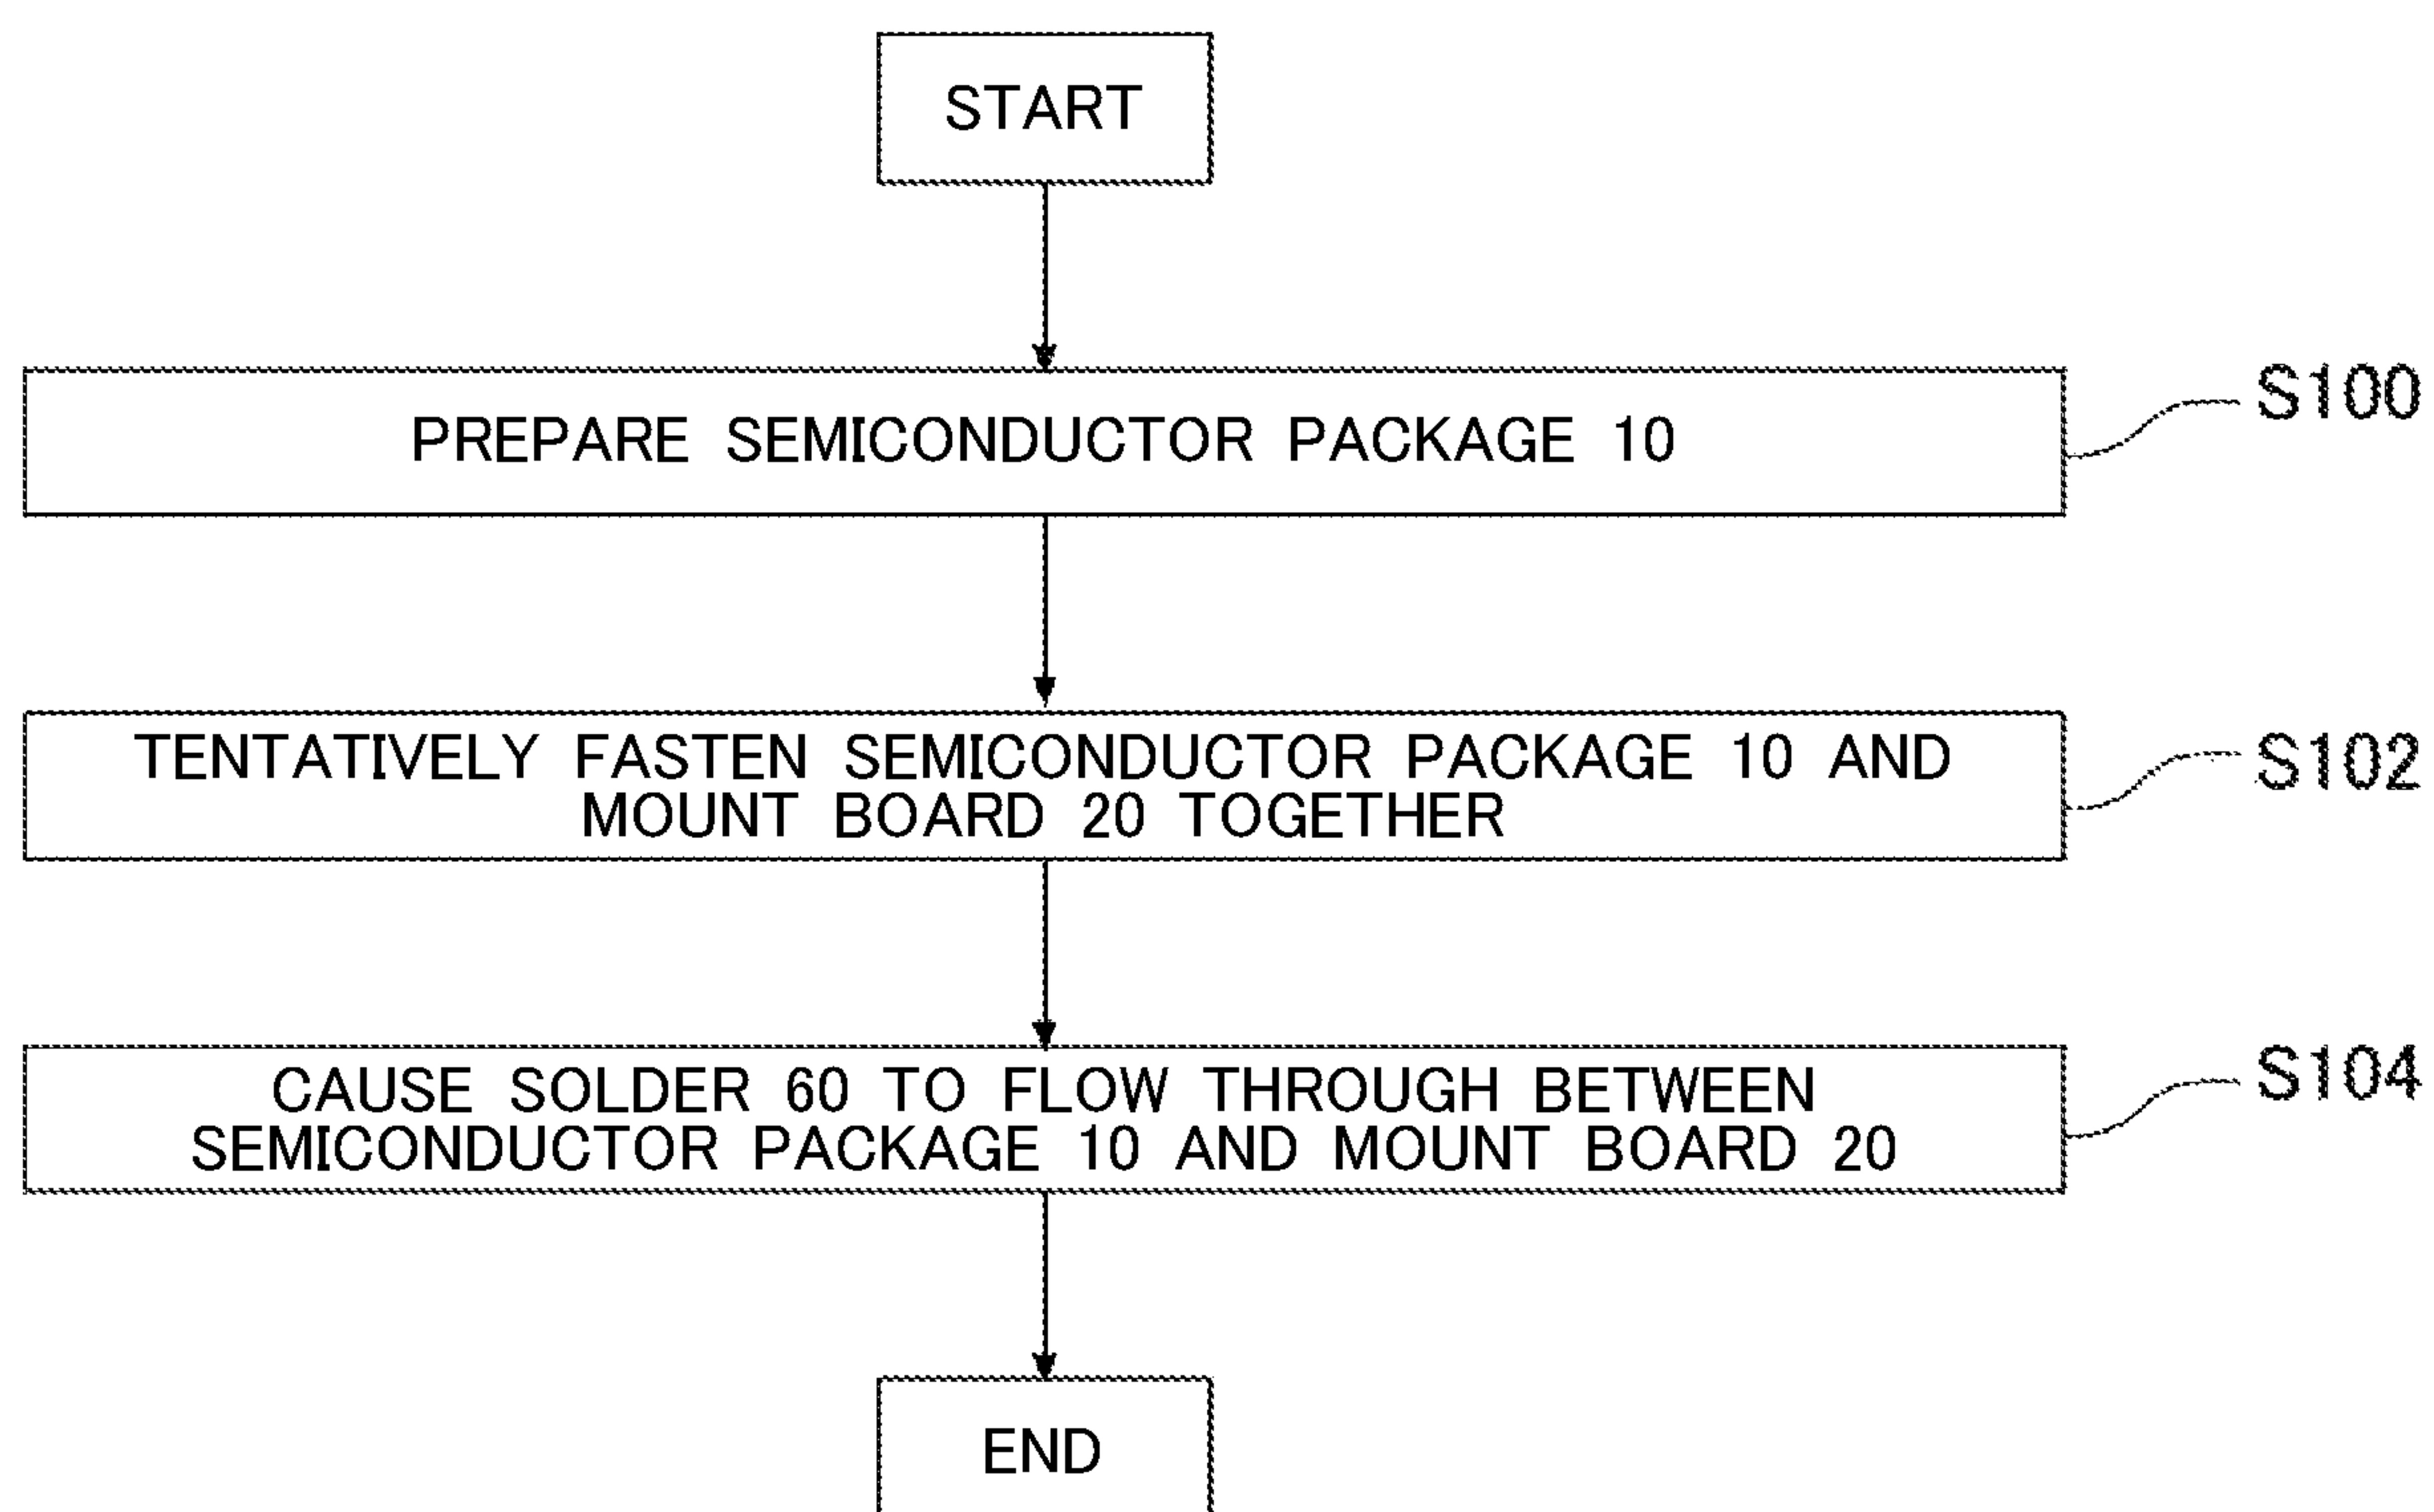 START
PREPARE SEMICONDUCTOR PACKAGE 10
S100
TENTATIVELY FASTEN SEMICONDUCTOR PACKAGE 10 AND
MOUNT BOARD 20 TOGETHER
S102
CAUSE SOLDER 60 TO FLOW THROUGH BETWEEN
SEMICONDUCTOR PACKAGE 10 AND MOUNT BOARD 20
S104
END